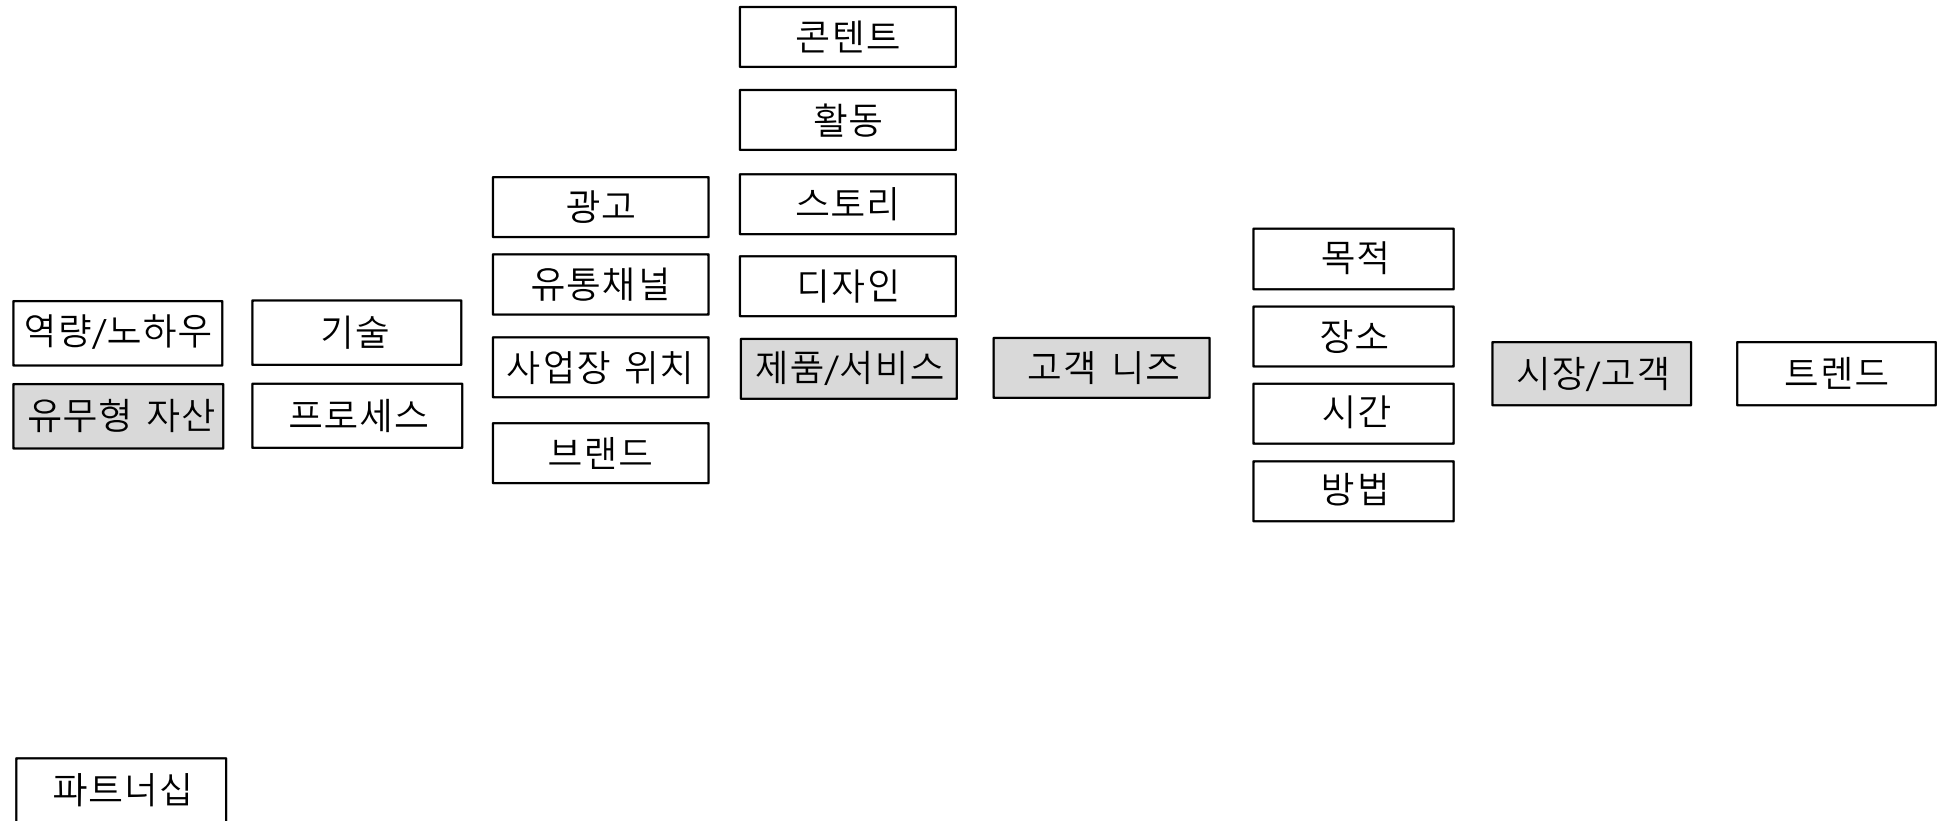 콘텐트
활동
스토리
디자인
제품/서비스
광고
유통채널
사업장 위치
브랜드
역량/노하우
유무형 자산
기술
프로세스
고객 니즈
목적
장소
시간
방법
시장/고객
트렌드
파트너십